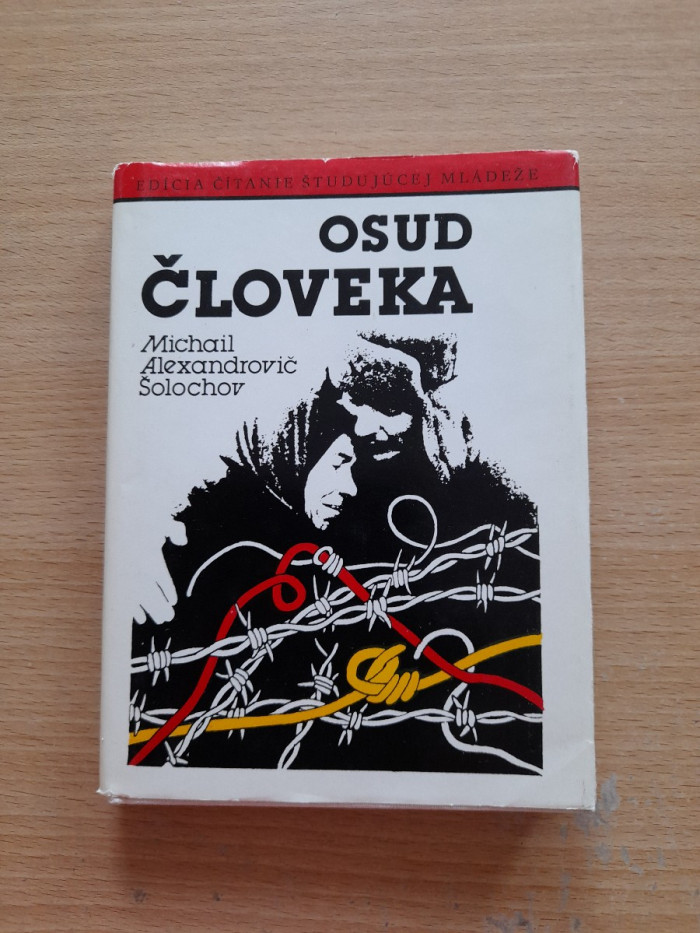 EDÍCIA ČÍTANIE ŠTUDUJÚCEJ MLÁDEŽE
OSUD
ČLOVEKA
Michail
Alexandrovič
Šolochov